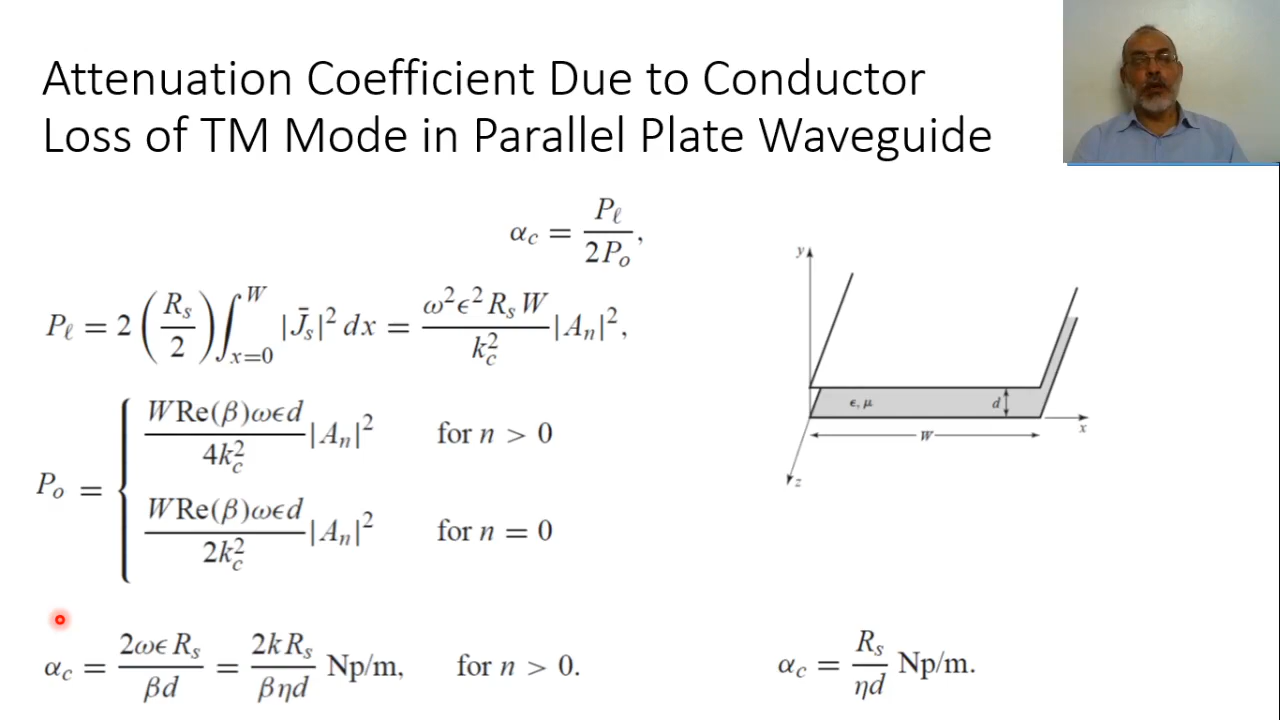 Attenuation Coefficient Due to Conductor
Loss of TM Mode in Parallel Plate Waveguide
α_c = P_ℓ / 2P_o ,
P_ℓ = 2 (R_s / 2) ∫_{x=0}^{W} |J̄_s|² dx = (ω²ϵ²R_sW / k_c²) |A_n|²,
P_o = { (W Re(β)ωϵd / 4k_c²) |A_n|² for n > 0
(W Re(β)ωϵd / 2k_c²) |A_n|² for n = 0
α_c = 2ωϵR_s / βd = 2kR_s / βηd Np/m, for n > 0.
α_c = R_s / ηd Np/m.
y
ϵ, μ
d
W
x
z